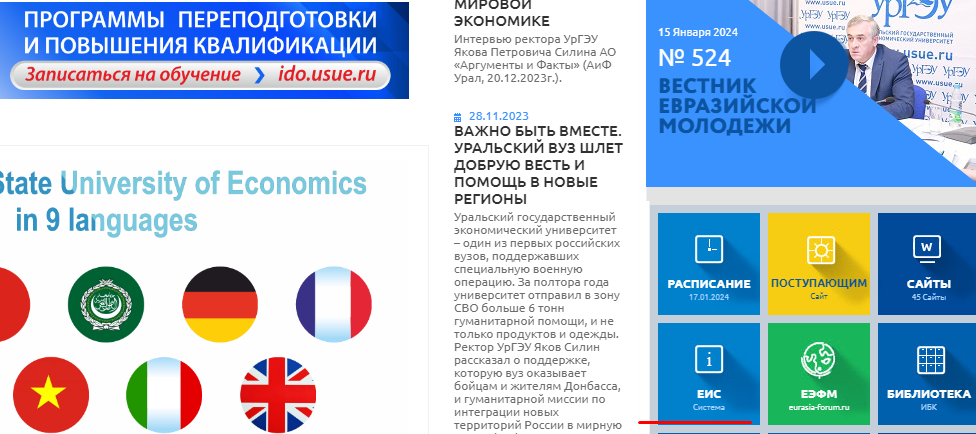 ПРОГРАММЫ ПЕРЕПОДГОТОВКИ
И ПОВЫШЕНИЯ КВАЛИФИКАЦИИ
Записаться на обучение ❯ ido.usue.ru
State University of Economics
in 9 languages
МИРОВОЙ
ЭКОНОМИКЕ
Интервью ректора УрГЭУ
Якова Петровича Силина АО
«Аргументы и Факты» (АиФ
Урал, 20.12.2023г.).
28.11.2023
ВАЖНО БЫТЬ ВМЕСТЕ.
УРАЛЬСКИЙ ВУЗ ШЛЕТ
ДОБРУЮ ВЕСТЬ И
ПОМОЩЬ В НОВЫЕ
РЕГИОНЫ
Уральский государственный
экономический университет
– один из первых российских
вузов, поддержавших
специальную военную
операцию. За полтора года
университет отправил в зону
СВО больше 6 тонн
гуманитарной помощи, и не
только продуктов и одежды.
Ректор УрГЭУ Яков Силин
рассказал о поддержке,
которую вуз оказывает
бойцам и жителям Донбасса,
и гуманитарной миссии по
интеграции новых
территорий России в мирную
15 Января 2024
№ 524
ВЕСТНИК
ЕВРАЗИЙСКОЙ
МОЛОДЕЖИ
www.usue.ru
УрГЭУ
РАСПИСАНИЕ
17.01.2024
ПОСТУПАЮЩИМ
Сайт
W
САЙТЫ
45 Сайты
i
ЕИС
Система
ЕЭФМ
eurasia-forum.ru
БИБЛИОТЕКА
ИБК